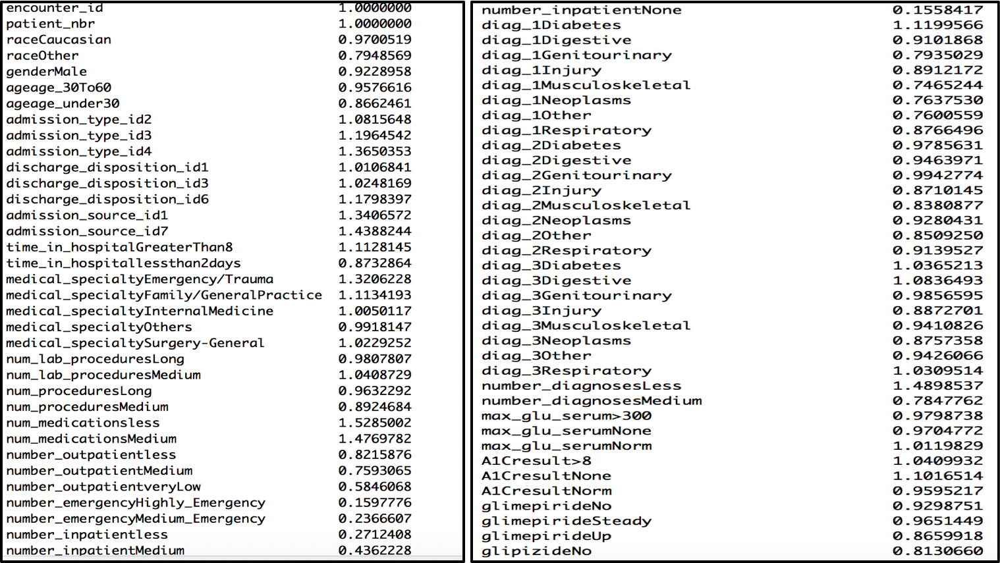 encounter_id 1.0000000
patient_nbr 1.0000000
raceCaucasian 0.9700519
raceOther 0.7948569
genderMale 0.9228958
ageage_30To60 0.9576616
ageage_under30 0.8662461
admission_type_id2 1.0815648
admission_type_id3 1.1964542
admission_type_id4 1.3650353
discharge_disposition_id1 1.0106841
discharge_disposition_id3 1.0248169
discharge_disposition_id6 1.1798397
admission_source_id1 1.3406572
admission_source_id7 1.4388244
time_in_hospitalGreaterThan8 1.1128145
time_in_hospitallessthan2days 0.8732864
medical_specialtyEmergency/Trauma 1.3206228
medical_specialtyFamily/GeneralPractice 1.1134193
medical_specialtyInternalMedicine 1.0050117
medical_specialtyOthers 0.9918147
medical_specialtySurgery-General 1.0229252
num_lab_proceduresLong 0.9807807
num_lab_proceduresMedium 1.0408729
num_proceduresLong 0.9632292
num_proceduresMedium 0.8924684
num_medicationsless 1.5285002
num_medicationsMedium 1.4769782
number_outpatientless 0.8215876
number_outpatientMedium 0.7593065
number_outpatientveryLow 0.5846068
number_emergencyHighly_Emergency 0.1597776
number_emergencyMedium_Emergency 0.2366607
number_inpatientless 0.2712408
number_inpatientMedium 0.4362228
number_inpatientNone 0.1558417
diag_1Diabetes 1.1199566
diag_1Digestive 0.9101868
diag_1Genitourinary 0.7935029
diag_1Injury 0.8912172
diag_1Musculoskeletal 0.7465244
diag_1Neoplasms 0.7637530
diag_1Other 0.7600559
diag_1Respiratory 0.8766496
diag_2Diabetes 0.9785631
diag_2Digestive 0.9463971
diag_2Genitourinary 0.9942774
diag_2Injury 0.8710145
diag_2Musculoskeletal 0.8380877
diag_2Neoplasms 0.9280431
diag_2Other 0.8509250
diag_2Respiratory 0.9139527
diag_3Diabetes 1.0365213
diag_3Digestive 1.0836493
diag_3Genitourinary 0.9856595
diag_3Injury 0.8872701
diag_3Musculoskeletal 0.9410826
diag_3Neoplasms 0.8757358
diag_3Other 0.9426066
diag_3Respiratory 1.0309514
number_diagnosesLess 1.4898537
number_diagnosesMedium 0.7847762
max_glu_serum>300 0.9798738
max_glu_serumNone 0.9704772
max_glu_serumNorm 1.0119829
A1Cresult>8 1.0409932
A1CresultNone 1.1016514
A1CresultNorm 0.9595217
glimepirideNo 0.9298751
glimepirideSteady 0.9651449
glimepirideUp 0.8659918
glipizideNo 0.8130660